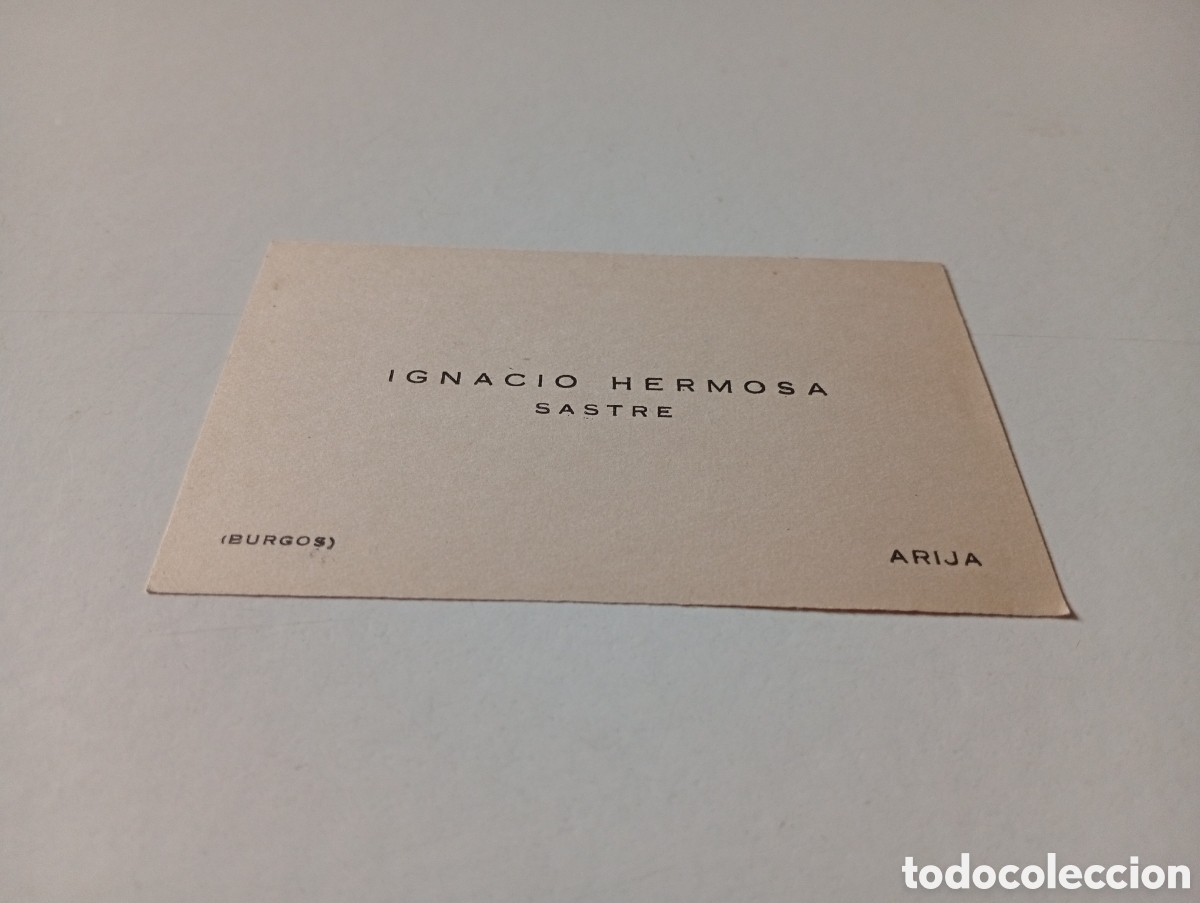 IGNACIO HERMOSA
SASTRE
(BURGOS)
ARIJA
todocoleccion